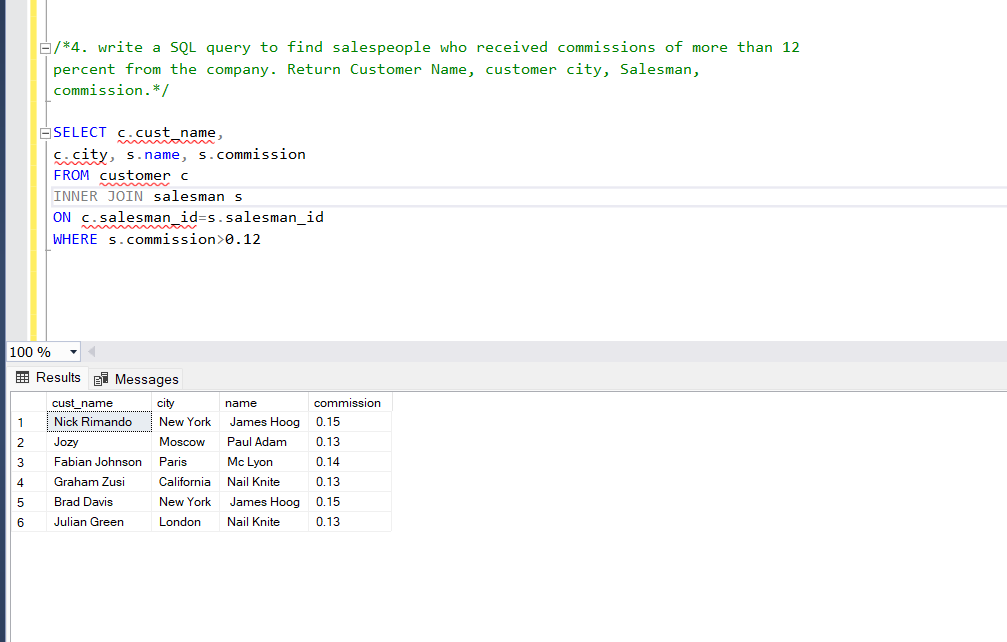 /*4. write a SQL query to find salespeople who received commissions of more than 12
percent from the company. Return Customer Name, customer city, Salesman,
commission.*/
SELECT c.cust_name,
c.city, s.name, s.commission
FROM customer c
INNER JOIN salesman s
ON c.salesman_id=s.salesman_id
WHERE s.commission>0.12
100 %
Results Messages
cust_name city name commission
1 Nick Rimando New York James Hoog 0.15
2 Jozy Moscow Paul Adam 0.13
3 Fabian Johnson Paris Mc Lyon 0.14
4 Graham Zusi California Nail Knite 0.13
5 Brad Davis New York James Hoog 0.15
6 Julian Green London Nail Knite 0.13